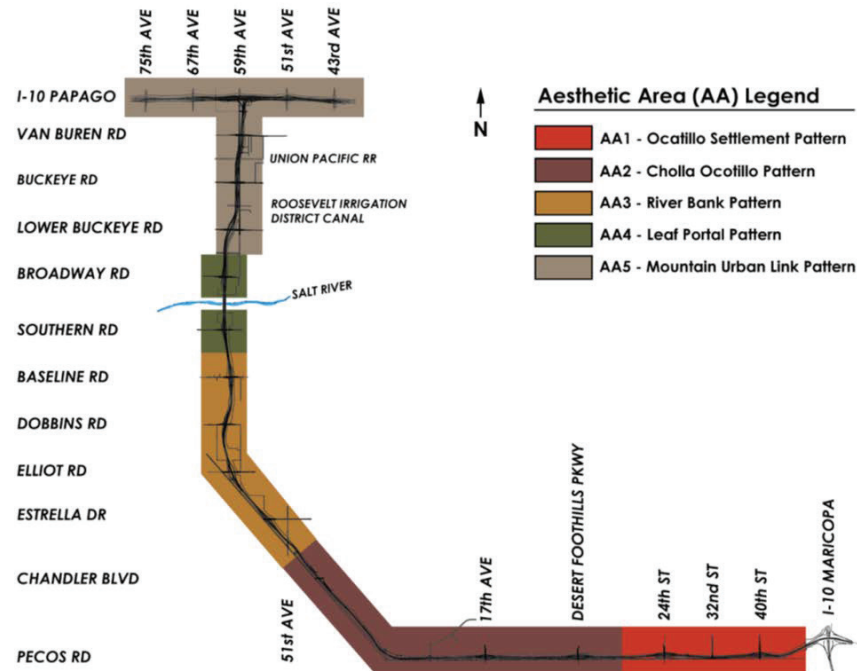 75th AVE
67th AVE
59th AVE
51st AVE
43rd AVE
I-10 PAPAGO
VAN BUREN RD
UNION PACIFIC RR
BUCKEYE RD
ROOSEVELT IRRIGATION
DISTRICT CANAL
LOWER BUCKEYE RD
BROADWAY RD
SALT RIVER
SOUTHERN RD
BASELINE RD
DOBBINS RD
ELLIOT RD
ESTRELLA DR
CHANDLER BLVD
PECOS RD
51st AVE
17th AVE
DESERT FOOTHILLS PKWY
24th ST
32nd ST
40th ST
I-10 MARICOPA
N
Aesthetic Area (AA) Legend
AA1 - Ocatillo Settlement Pattern
AA2 - Cholla Ocotillo Pattern
AA3 - River Bank Pattern
AA4 - Leaf Portal Pattern
AA5 - Mountain Urban Link Pattern